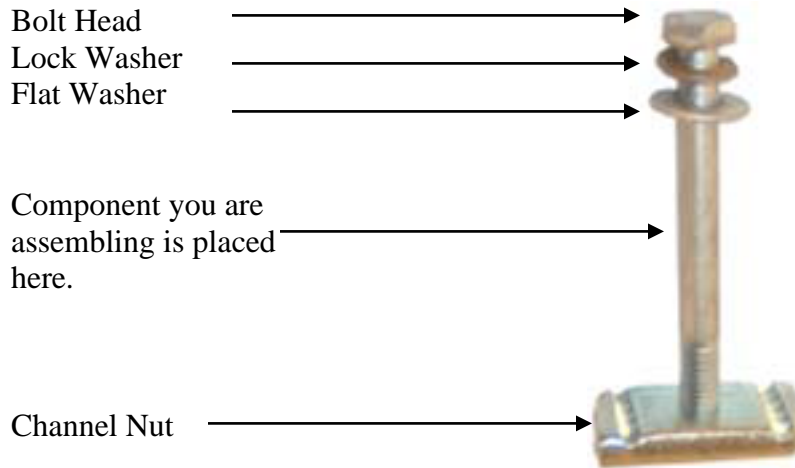 Bolt Head
Lock Washer
Flat Washer
Component you are
assembling is placed
here.
Channel Nut